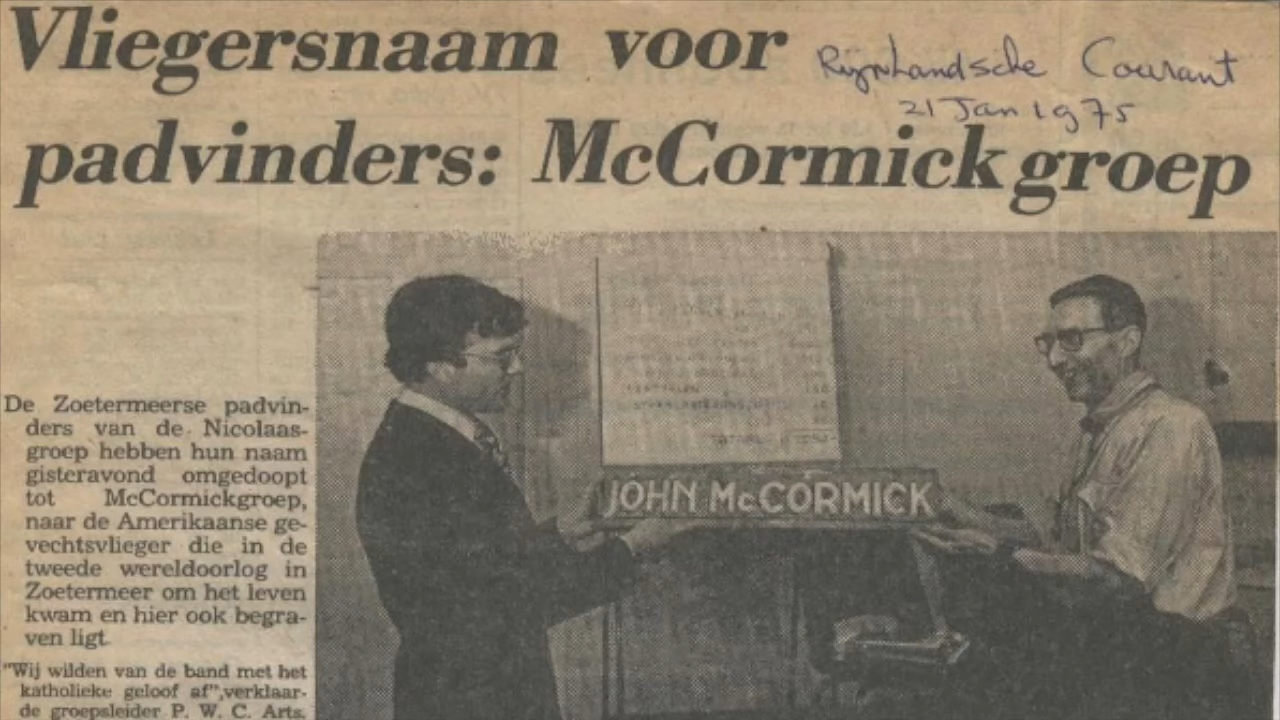 Vliegersnaam voor
Rijnlandsche Courant
21 Jan 1975
padvinders: McCormickgroep
JOHN McCORMICK
De Zoetermeerse padvin-
ders van de Nicolaas-
groep hebben hun naam
gisteravond omgedoopt
tot McCormickgroep,
naar de Amerikaanse ge-
vechtsvlieger die in de
tweede wereldoorlog in
Zoetermeer om het leven
kwam en hier ook begra-
ven ligt
"Wij wilden van de band met het
katholieke geloof af",verklaar-
de groepsleider P. W. C. Arts.